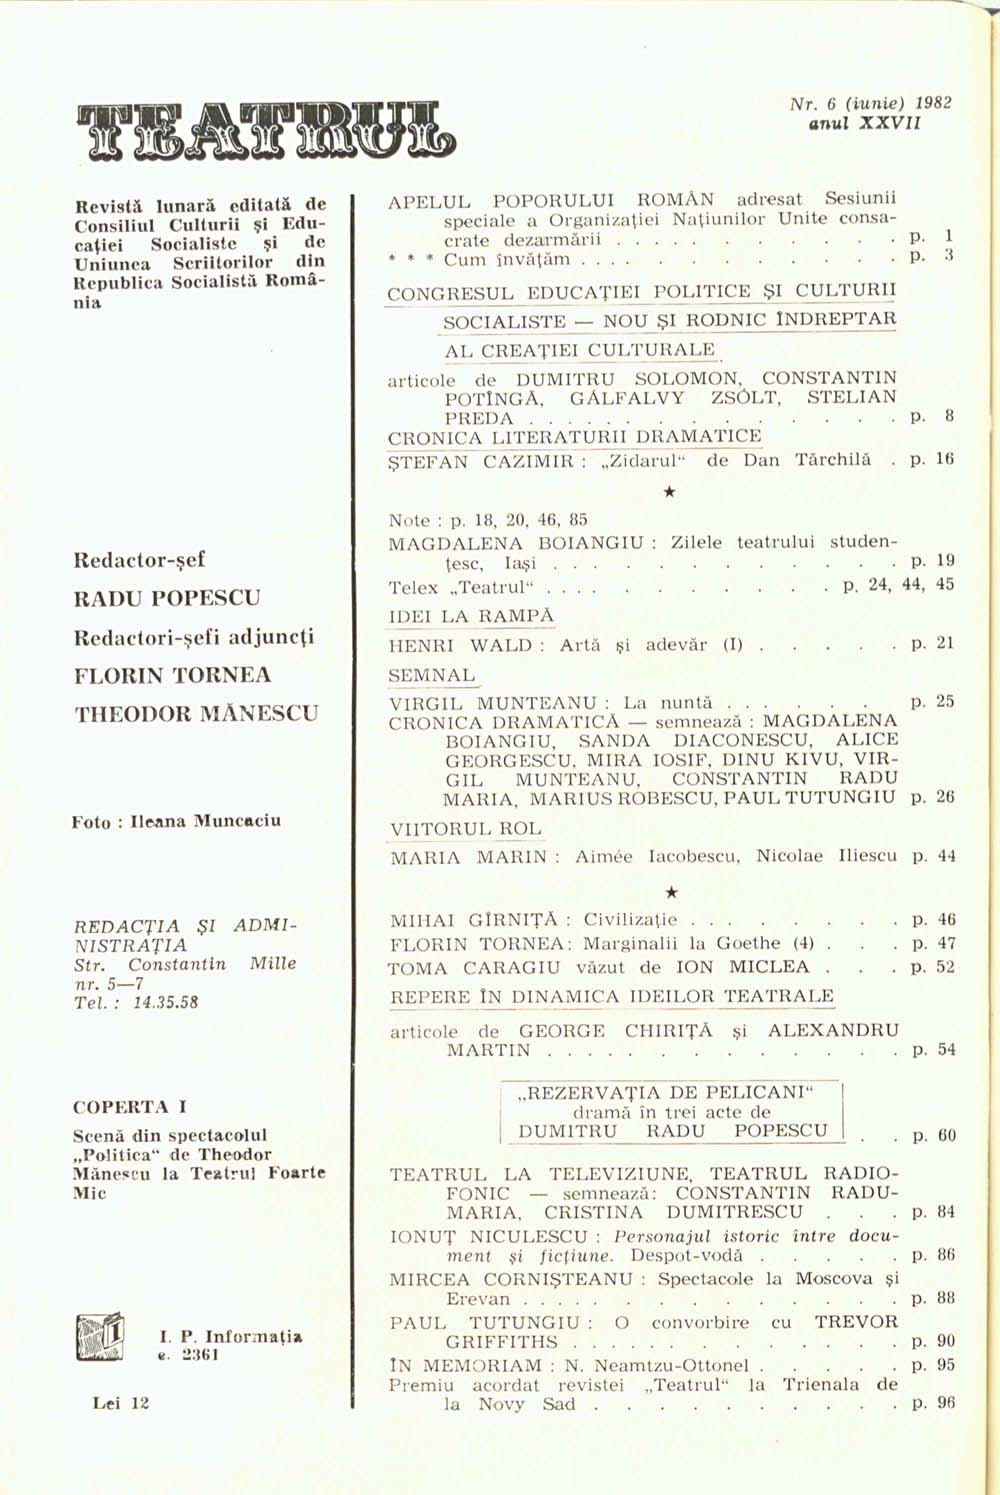 TEATRUL
Nr. 6 (iunie) 1982
anul XXVII
Revistă lunară editată de
Consiliul Culturii și Edu-
cației Socialiste și de
Uniunea Scriitorilor din
Republica Socialistă Româ-
nia
Redactor-șef
RADU POPESCU
Redactori-șefi adjuncți
FLORIN TORNEA
THEODOR MĂNESCU
Foto : Ileana Muncaciu
REDACȚIA ȘI ADMI-
NISTRAȚIA
Str. Constantin Mille
nr. 5—7
Tel. : 14.35.58
COPERTA I
Scenă din spectacolul
„Politica“ de Theodor
Mănescu la Teatrul Foarte
Mic
I. P. Informația
c. 2361
Lei 12
APELUL POPORULUI ROMÂN adresat Sesiunii
speciale a Organizației Națiunilor Unite consa-
crate dezarmării . . . . . . . . . . . p. 1
* * * Cum învățăm . . . . . . . . . . . p. 3
CONGRESUL EDUCAȚIEI POLITICE ȘI CULTURII
SOCIALISTE — NOU ȘI RODNIC ÎNDREPTAR
AL CREAȚIEI CULTURALE
articole de DUMITRU SOLOMON, CONSTANTIN
POTÎNGĂ, GÁLFALVY ZSÓLT, STELIAN
PREDA . . . . . . . . . . . . . p. 8
CRONICA LITERATURII DRAMATICE
ȘTEFAN CAZIMIR : „Zidarul“ de Dan Tărchilă . p. 16
★
Note : p. 18, 20, 46, 85
MAGDALENA BOIANGIU : Zilele teatrului studen-
țesc, Iași . . . . . . . . . . . . p. 19
Telex „Teatrul“ . . . . . . . . . . p. 24, 44, 45
IDEI LA RAMPĂ
HENRI WALD : Artă și adevăr (I) . . . . . p. 21
SEMNAL
VIRGIL MUNTEANU : La nuntă . . . . . . p. 25
CRONICA DRAMATICĂ — semnează : MAGDALENA
BOIANGIU, SANDA DIACONESCU, ALICE
GEORGESCU, MIRA IOSIF, DINU KIVU, VIR-
GIL MUNTEANU, CONSTANTIN RADU
MARIA, MARIUS ROBESCU, PAUL TUTUNGIU p. 26
VIITORUL ROL
MARIA MARIN : Aimée Iacobescu, Nicolae Iliescu p. 44
★
MIHAI GÎRNIȚĂ : Civilizație . . . . . . . . p. 46
FLORIN TORNEA: Marginalii la Goethe (4) . . . p. 47
TOMA CARAGIU văzut de ION MICLEA . . . p. 52
REPERE ÎN DINAMICA IDEILOR TEATRALE
articole de GEORGE CHIRIȚĂ și ALEXANDRU
MARTIN . . . . . . . . . . . . . p. 54
„REZERVAȚIA DE PELICANI“
dramă în trei acte de
DUMITRU RADU POPESCU . . p. 60
TEATRUL LA TELEVIZIUNE, TEATRUL RADIO-
FONIC — semnează: CONSTANTIN RADU-
MARIA, CRISTINA DUMITRESCU . . . p. 84
IONUȚ NICULESCU : Personajul istoric între docu-
ment și ficțiune. Despot-vodă . . . . . p. 86
MIRCEA CORNIȘTEANU : Spectacole la Moscova și
Erevan . . . . . . . . . . . . . p. 88
PAUL TUTUNGIU : O convorbire cu TREVOR
GRIFFITHS . . . . . . . . . . . . p. 90
ÎN MEMORIAM : N. Neamtzu-Ottonel . . . . . p. 95
Premiu acordat revistei „Teatrul“ la Trienala de
la Novy Sad . . . . . . . . . . . p. 96